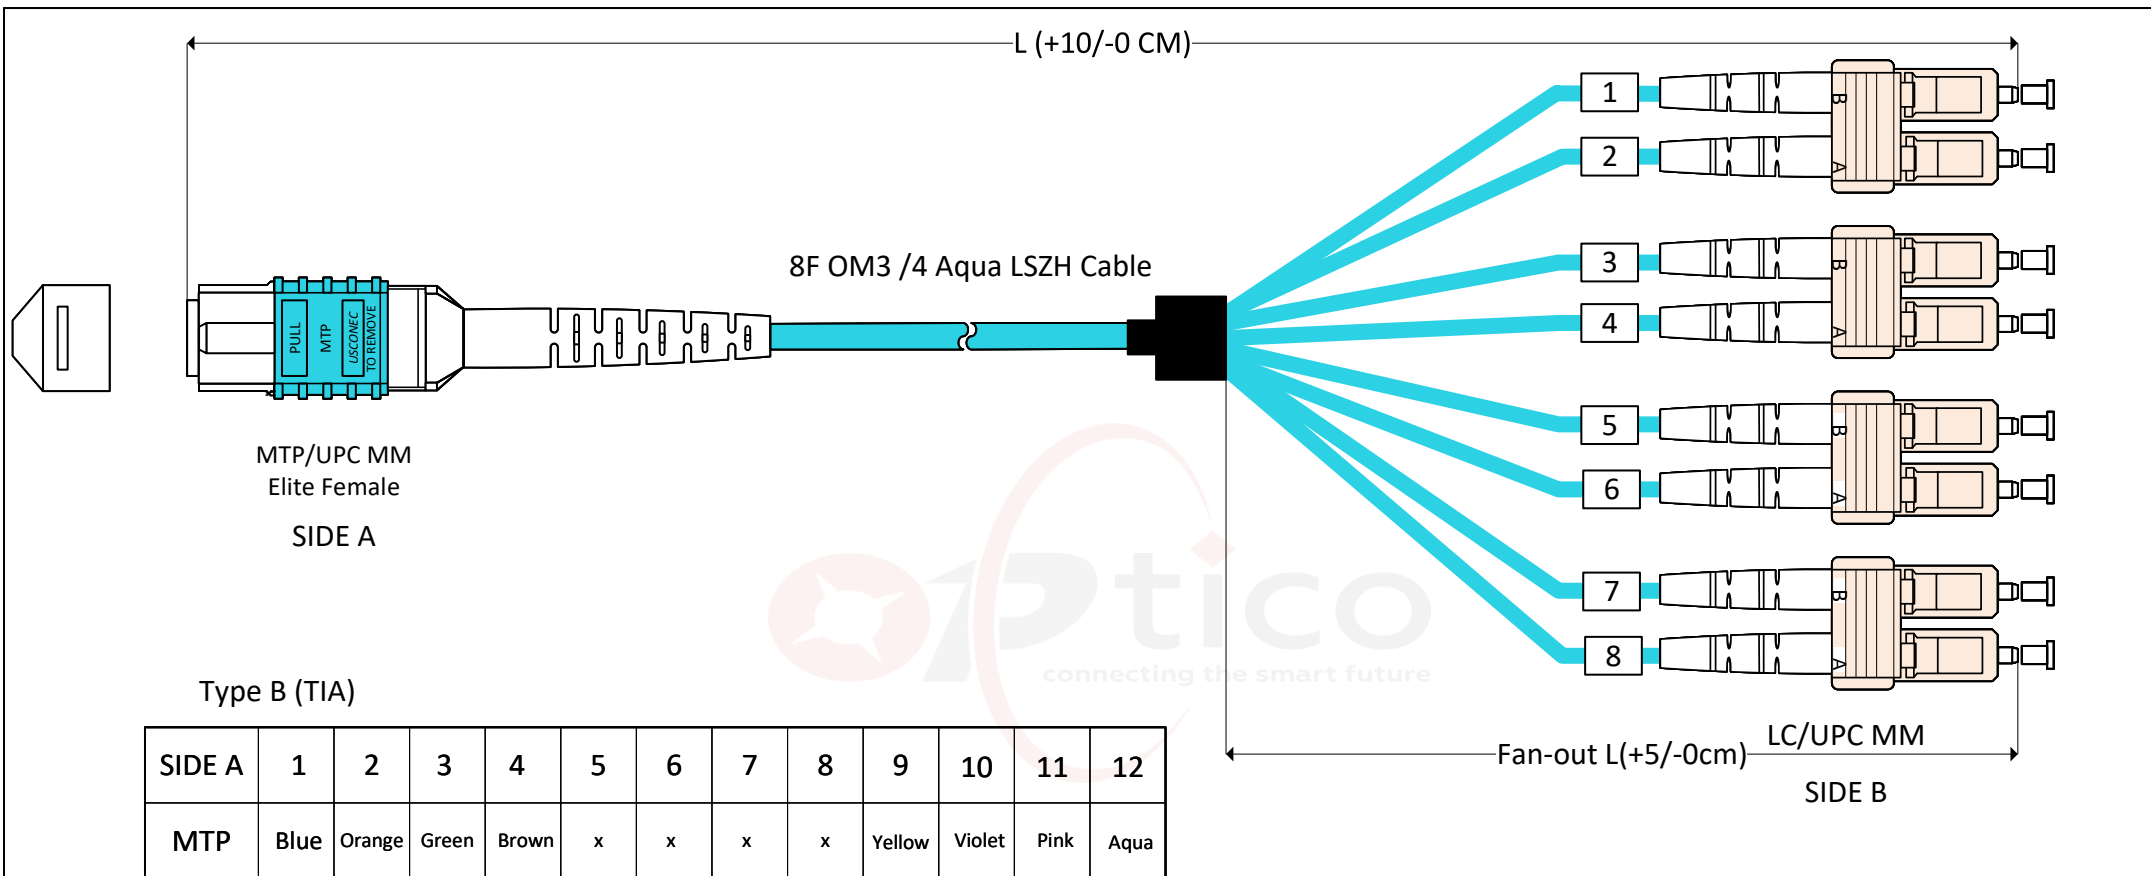 L (+10/-0 CM)
1
B
2
A
3
B
4
A
8F OM3 /4 Aqua LSZH Cable
PULL
MTP
USCONEC
TO REMOVE
5
B
6
A
MTP/UPC MM
Elite Female
SIDE A
7
B
8
A
OPtico
connecting the smart future
Type B (TIA)
Fan-out L(+5/-0cm)
LC/UPC MM
SIDE B
SIDE A 1 2 3 4 5 6 7 8 9 10 11 12
MTP Blue Orange Green Brown x x x x Yellow Violet Pink Aqua